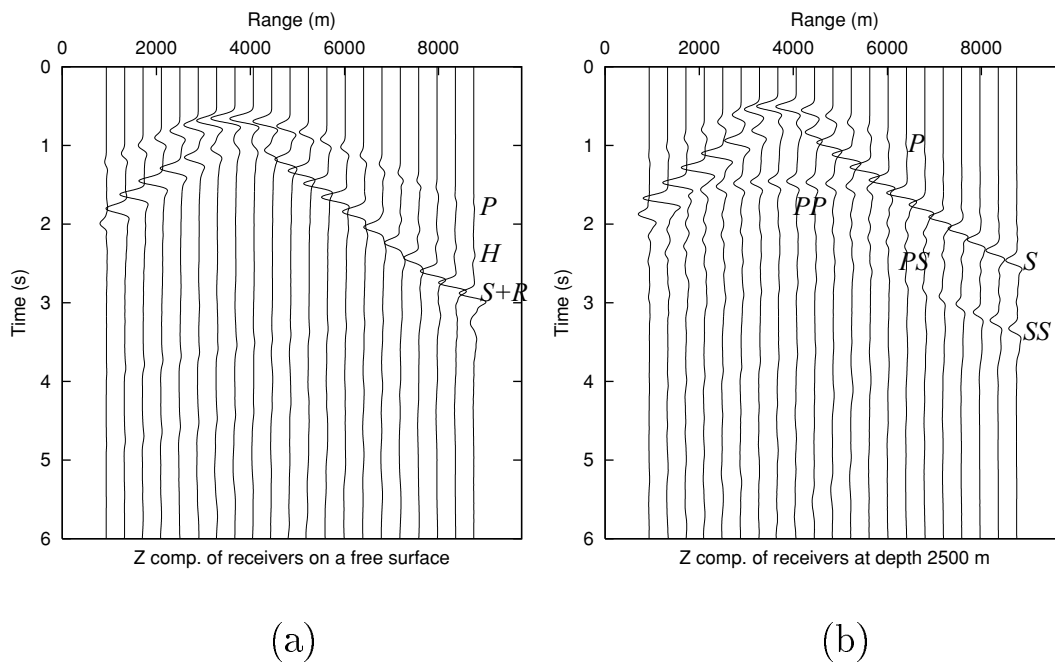 Range (m)
0 2000 4000 6000 8000
0
1
2
3
4
5
6
Time (s)
P
H
S+R
Z comp. of receivers on a free surface
(a)
Range (m)
0 2000 4000 6000 8000
0
1
2
3
4
5
6
Time (s)
P
PP
PS
S
SS
Z comp. of receivers at depth 2500 m
(b)